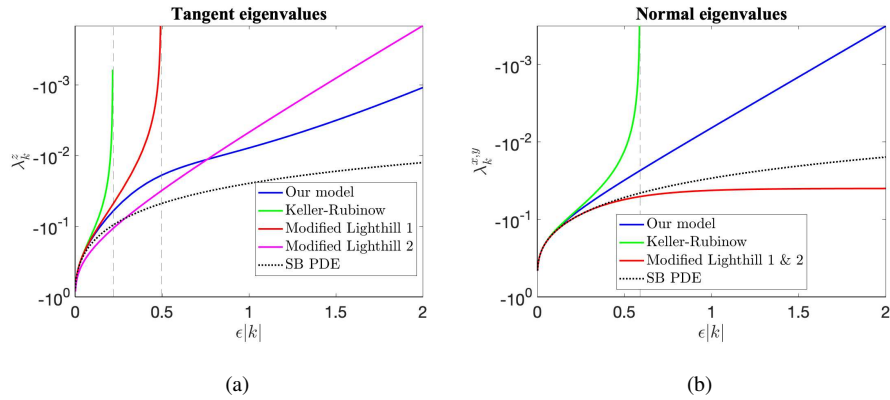 Tangent eigenvalues
-10^{-3}
-10^{-2}
-10^{-1}
-10^{0}
λ_k^z
0
0.5
1
1.5
2
ε|k|
Our model
Keller-Rubinow
Modified Lighthill 1
Modified Lighthill 2
SB PDE
(a)
Normal eigenvalues
-10^{-3}
-10^{-2}
-10^{-1}
-10^{0}
λ_k^{x,y}
0
0.5
1
1.5
2
ε|k|
Our model
Keller-Rubinow
Modified Lighthill 1 & 2
SB PDE
(b)